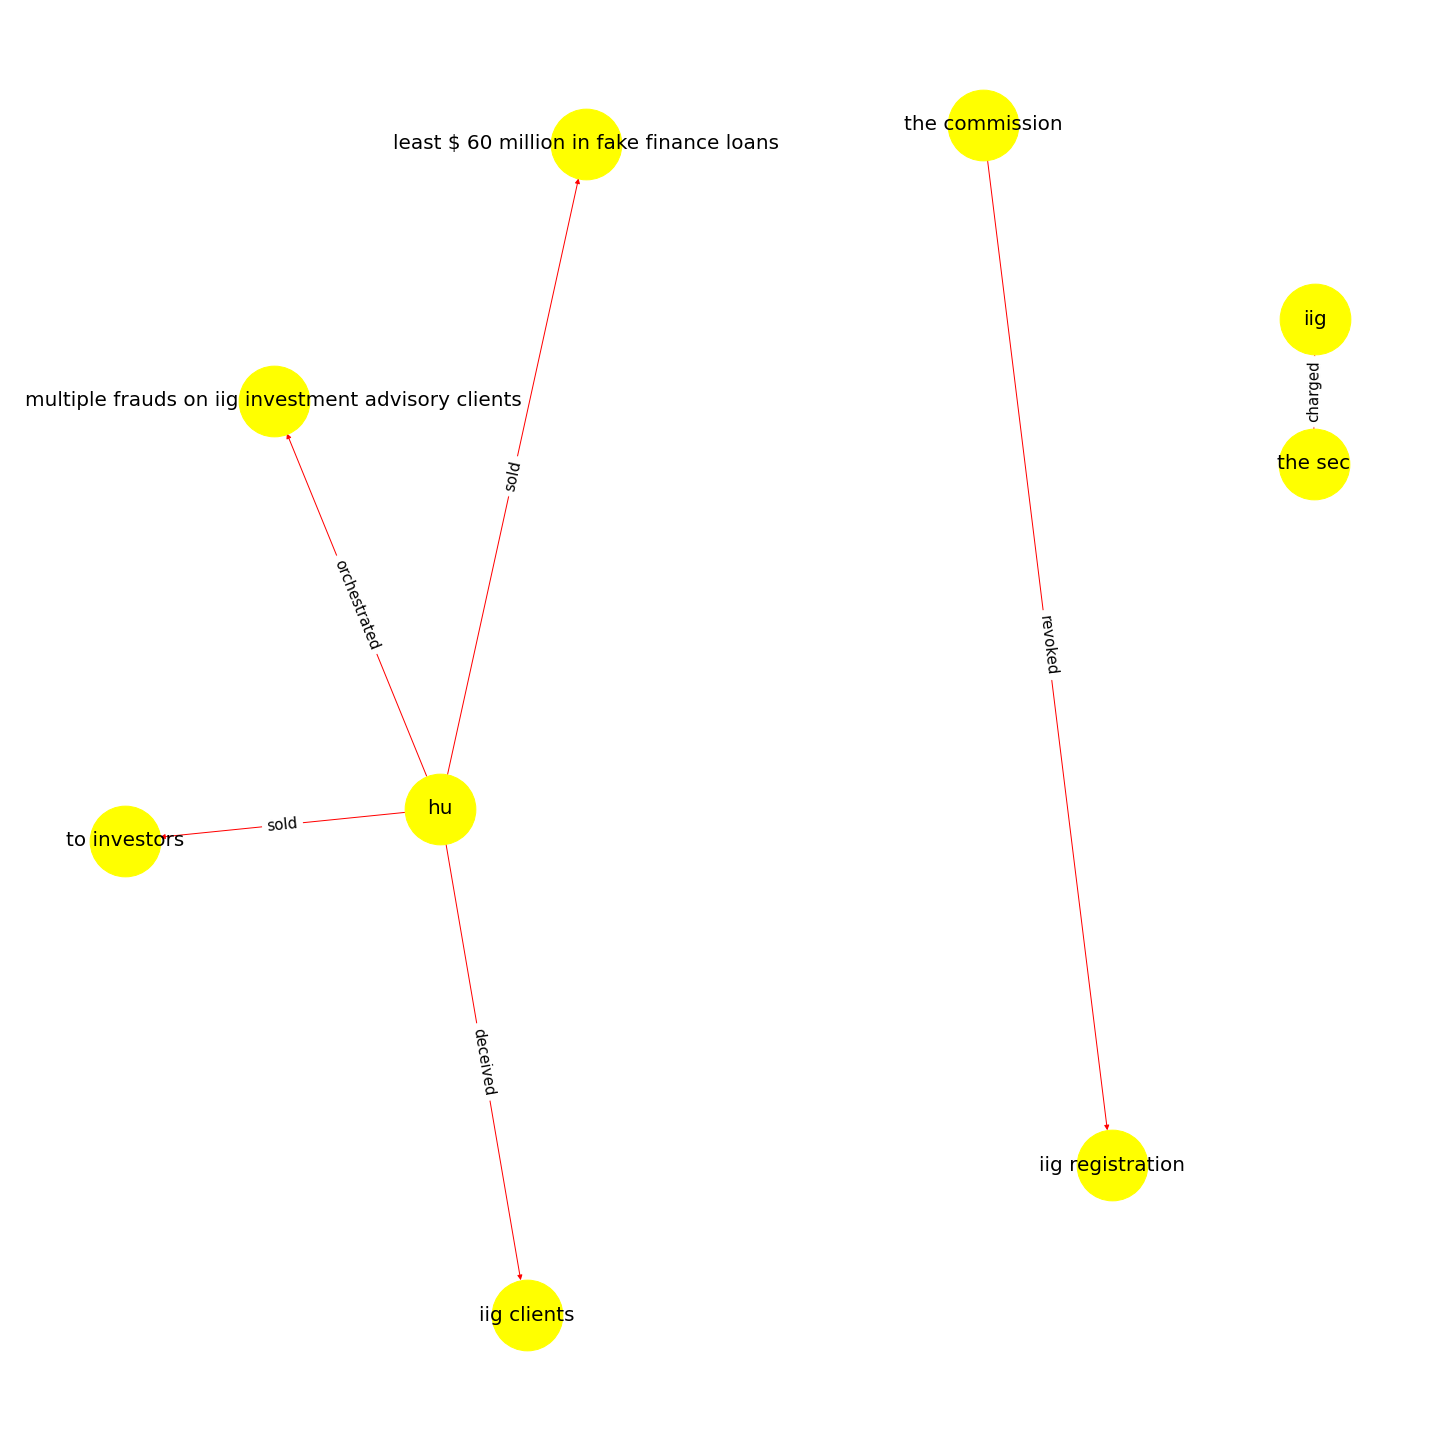 the commission
least $ 60 million in fake finance loans
iig
charged
multiple frauds on iig investment advisory clients
the sec
sold
orchestrated
revoked
hu
sold
to investors
deceived
iig registration
iig clients